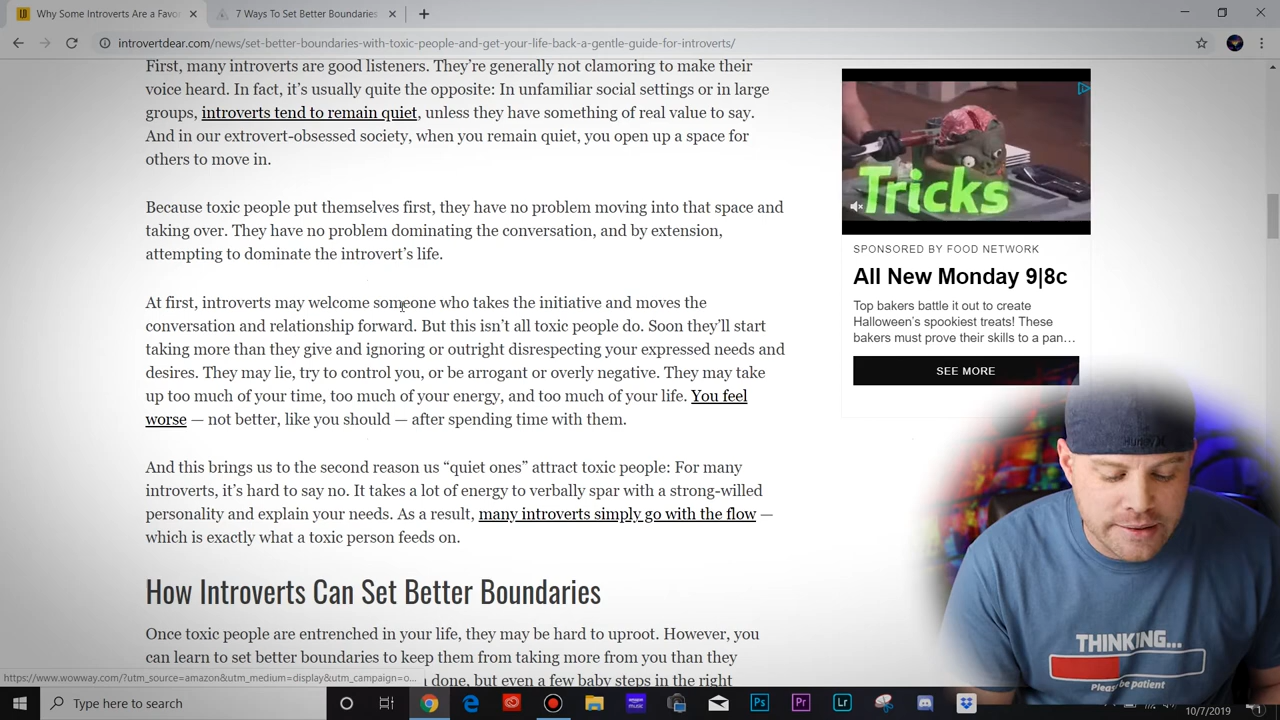 Why Some Introverts Are a Favor
7 Ways To Set Better Boundaries
introvertdear.com/news/set-better-boundaries-with-toxic-people-and-get-your-life-back-a-gentle-guide-for-introverts/
First, many introverts are good listeners. They’re generally not clamoring to make their
voice heard. In fact, it’s usually quite the opposite: In unfamiliar social settings or in large
groups, introverts tend to remain quiet, unless they have something of real value to say.
And in our extrovert-obsessed society, when you remain quiet, you open up a space for
others to move in.
Because toxic people put themselves first, they have no problem moving into that space and
taking over. They have no problem dominating the conversation, and by extension,
attempting to dominate the introvert’s life.
At first, introverts may welcome someone who takes the initiative and moves the
conversation and relationship forward. But this isn’t all toxic people do. Soon they’ll start
taking more than they give and ignoring or outright disrespecting your expressed needs and
desires. They may lie, try to control you, or be arrogant or overly negative. They may take
up too much of your time, too much of your energy, and too much of your life. You feel
worse — not better, like you should — after spending time with them.
And this brings us to the second reason us “quiet ones” attract toxic people: For many
introverts, it’s hard to say no. It takes a lot of energy to verbally spar with a strong-willed
personality and explain your needs. As a result, many introverts simply go with the flow —
which is exactly what a toxic person feeds on.
How Introverts Can Set Better Boundaries
Once toxic people are entrenched in your life, they may be hard to uproot. However, you
can learn to set better boundaries to keep them from taking more from you than they
done, but even a few baby steps in the right
https://www.wowway.com/?utm_source=amazon&utm_medium=display&utm_campaign=o...
Tricks
SPONSORED BY FOOD NETWORK
All New Monday 9|8c
Top bakers battle it out to create
Halloween’s spookiest treats! These
bakers must prove their skills to a pan…
SEE MORE
Hurley
THINKING...
Please be patient
Type here to search
Ps
Pr
Lr
10/7/2019